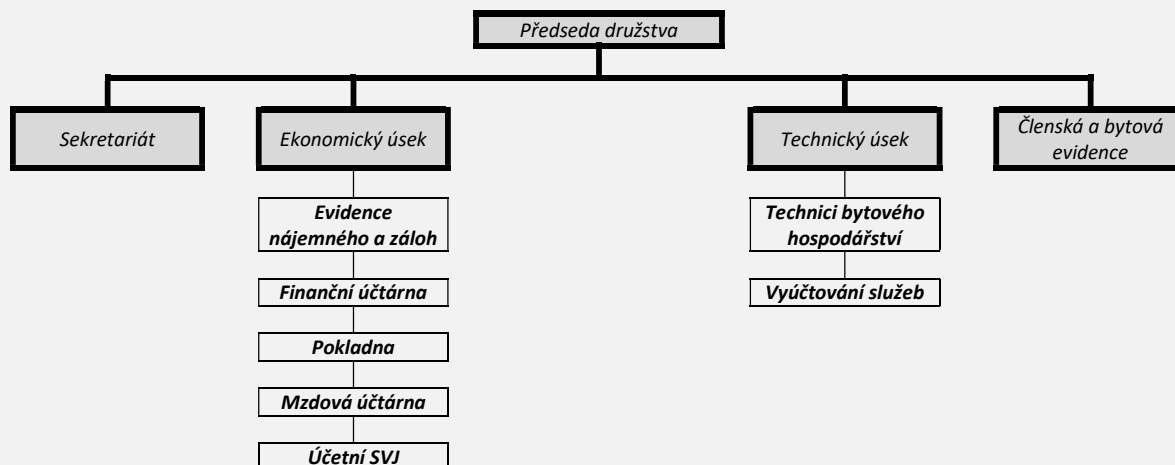 Předseda družstva
Sekretariát
Ekonomický úsek
Technický úsek
Členská a bytová
evidence
Evidence
nájemného a záloh
Technici bytového
hospodářství
Finanční účtárna
Vyúčtování služeb
Pokladna
Mzdová účtárna
Účetní SVJ